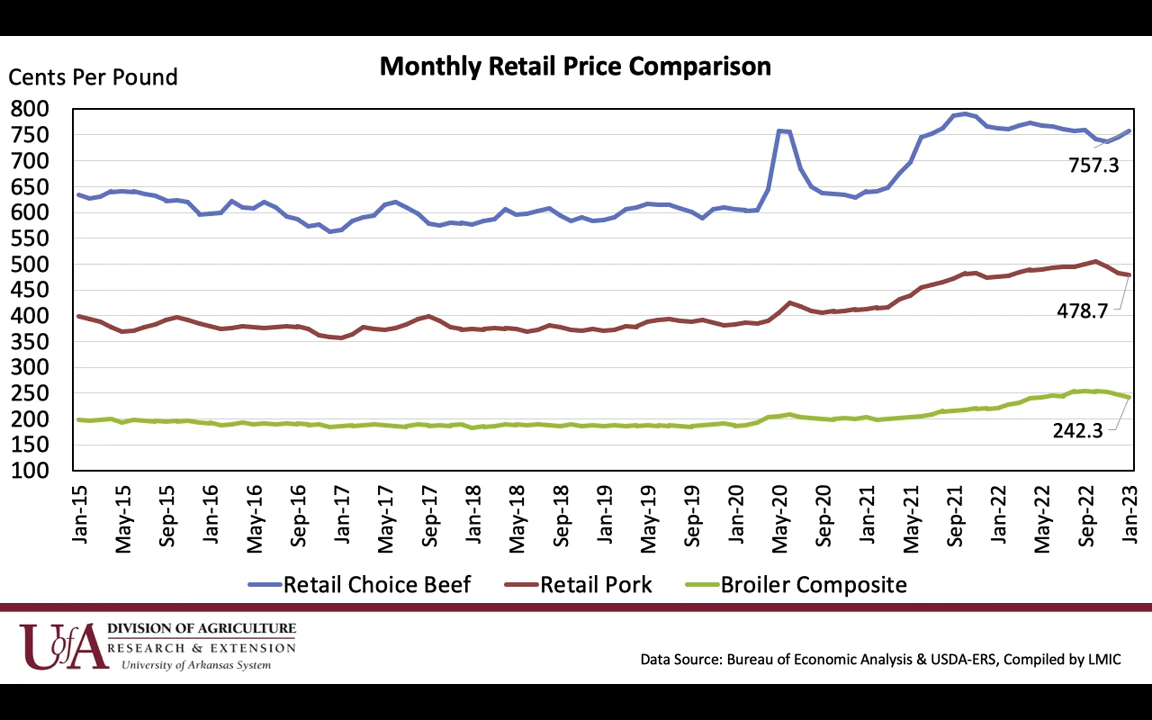 Monthly Retail Price Comparison
Cents Per Pound
800
750
700
650
600
550
500
450
400
350
300
250
200
150
100
757.3
478.7
242.3
Jan-15 May-15 Sep-15 Jan-16 May-16 Sep-16 Jan-17 May-17 Sep-17 Jan-18 May-18 Sep-18 Jan-19 May-19 Sep-19 Jan-20 May-20 Sep-20 Jan-21 May-21 Sep-21 Jan-22 May-22 Sep-22 Jan-23
Retail Choice Beef Retail Pork Broiler Composite
UofA DIVISION OF AGRICULTURE
RESEARCH & EXTENSION
University of Arkansas System
Data Source: Bureau of Economic Analysis & USDA-ERS, Compiled by LMIC